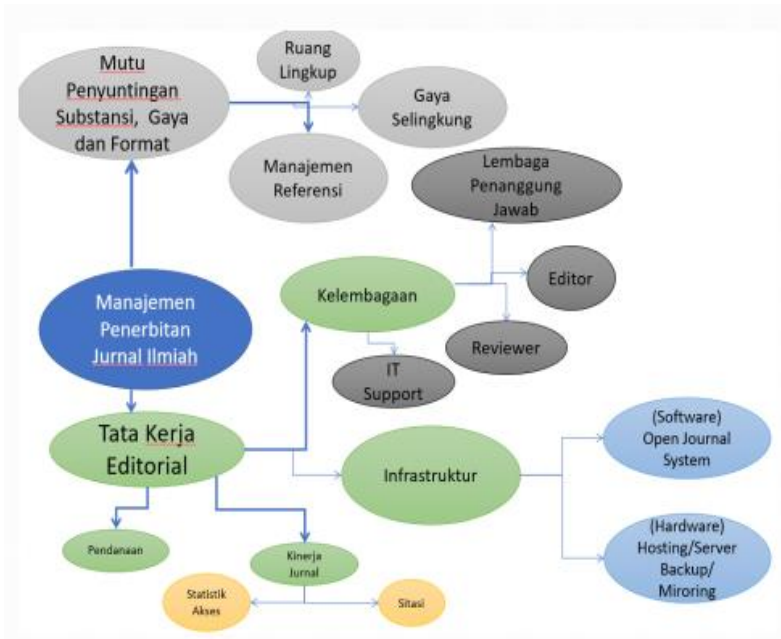 Mutu
Penyuntingan
Substansi, Gaya
dan Format
Ruang
Lingkup
Gaya
Selingkung
Manajemen
Referensi
Lembaga
Penanggung
Jawab
Manajemen
Penerbitan
Jurnal Ilmiah
Kelembagaan
Editor
Reviewer
IT
Support
Tata Kerja
Editorial
Infrastruktur
(Software)
Open Journal
System
(Hardware)
Hosting/Server
Backup/
Miroring
Pendanaan
Kinerja
Jurnal
Statistik
Akses
Sitasi